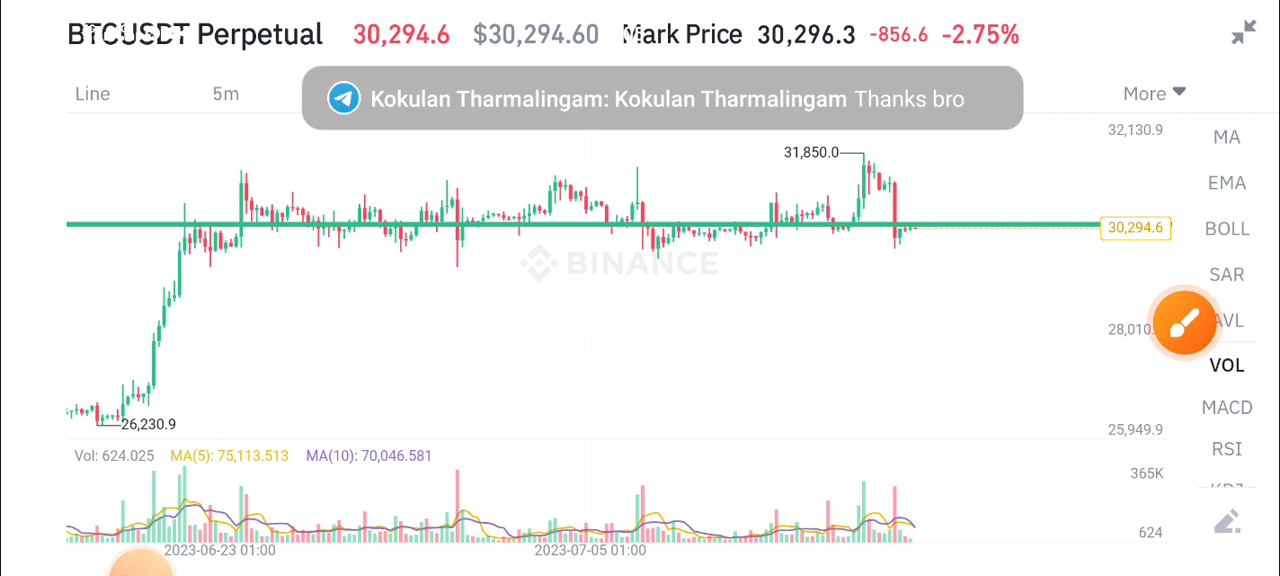 BTCUSDT Perpetual 30,294.6 $30,294.60 Mark Price 30,296.3 -856.6 -2.75%
Line 5m More
Kokulan Tharmalingam: Kokulan Tharmalingam Thanks bro
32,130.9
MA
31,850.0
EMA
30,294.6
BOLL
BINANCE
SAR
AVL
28,010.
VOL
MACD
26,230.9
25,949.9
RSI
Vol: 624.025 MA(5): 75,113.513 MA(10): 70,046.581
365K
624
2023-06-23 01:00 2023-07-05 01:00